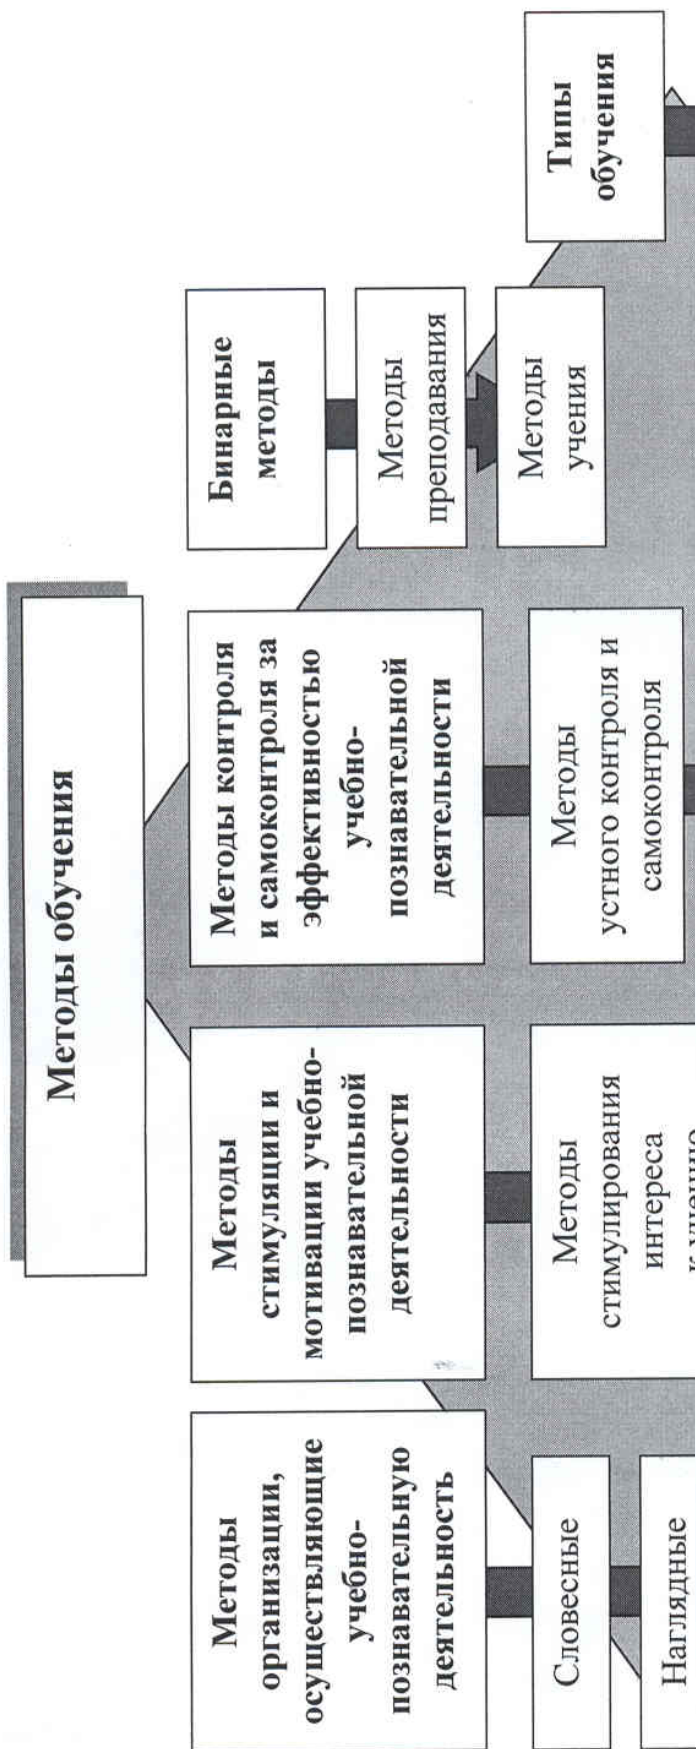 Методы обучения
Методы
организации,
осуществляющие
учебно-
познавательную
деятельность
Словесные
Наглядные
Методы
стимуляции и
мотивации учебно-
познавательной
деятельности
Методы
стимулирования
интереса
к учению
Методы контроля
и самоконтроля за
эффективностью
учебно-
познавательной
деятельности
Методы
устного контроля и
самоконтроля
Бинарные
методы
Методы
преподавания
Методы
учения
Типы
обучения